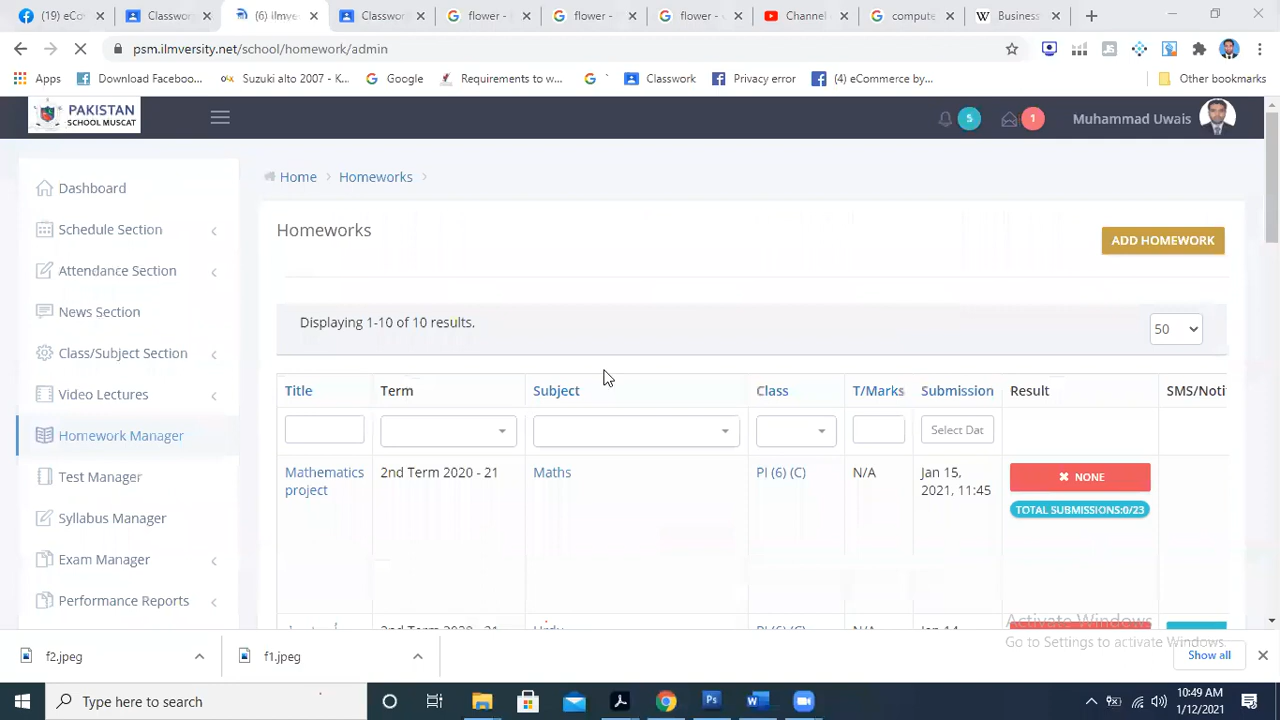 (19) eCov
Classwor
(6) ilmve
Classwor
flower -
flower -
flower -
Channel
compute
Business
psm.ilmversity.net/school/homework/admin
Apps
Download Faceboo...
Suzuki alto 2007 - K...
Google
Requirements to w...
Classwork
Privacy error
(4) eCommerce by...
Other bookmarks
PAKISTAN
SCHOOL MUSCAT
5
1
Muhammad Uwais
Dashboard
Schedule Section
Attendance Section
News Section
Class/Subject Section
Video Lectures
Homework Manager
Test Manager
Syllabus Manager
Exam Manager
Performance Reports
Home > Homeworks >
Homeworks
ADD HOMEWORK
Displaying 1-10 of 10 results.
50
Title Term Subject Class T/Marks Submission Result SMS/Noti
Select Dat
Mathematics project
2nd Term 2020 - 21
Maths
PI (6) (C)
N/A
Jan 15,
2021, 11:45
NONE
TOTAL SUBMISSIONS:0/23
Activate Windows
Go to Settings to activate Windows.
f2.jpeg
f1.jpeg
Show all
Type here to search
10:49 AM
1/12/2021